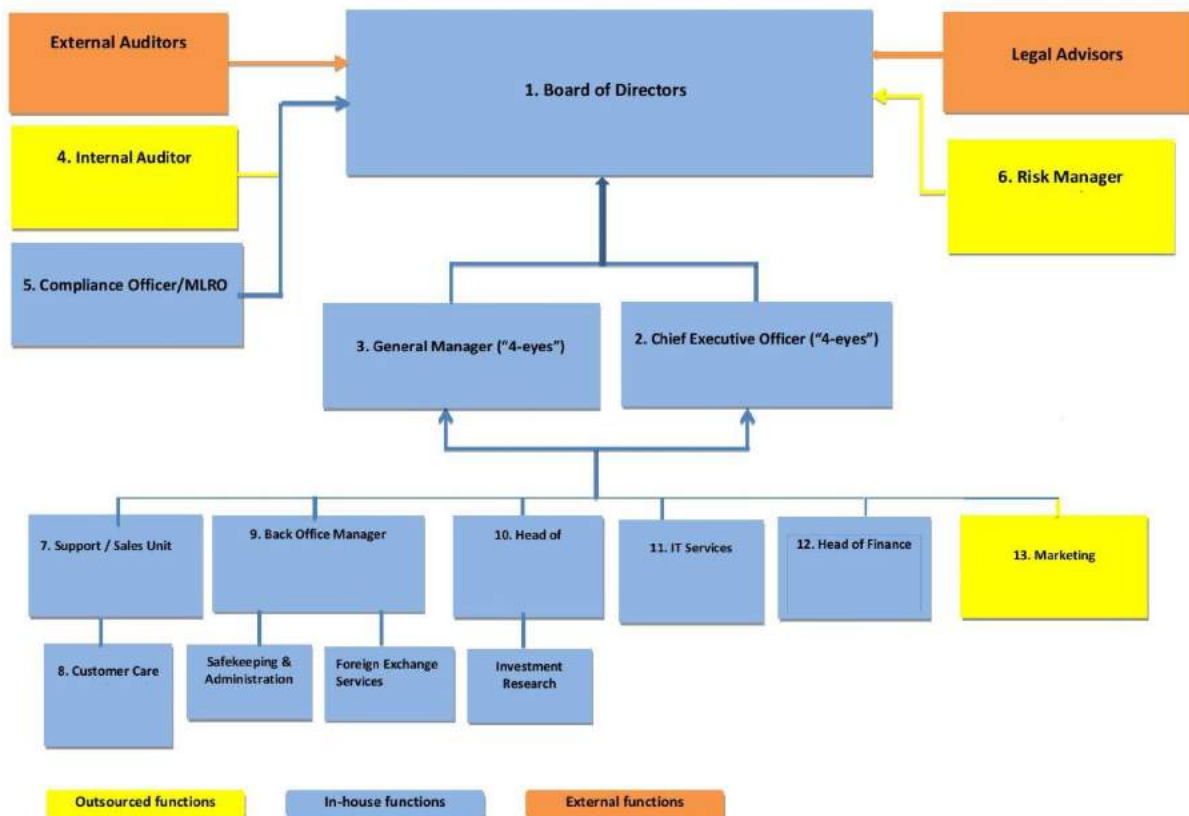 External Auditors
1. Board of Directors
Legal Advisors
4. Internal Auditor
6. Risk Manager
5. Compliance Officer/MLRO
3. General Manager (“4-eyes”)
2. Chief Executive Officer (“4-eyes”)
7. Support / Sales Unit
9. Back Office Manager
10. Head of
11. IT Services
12. Head of Finance
13. Marketing
8. Customer Care
Safekeeping &
Administration
Foreign Exchange
Services
Investment
Research
Outsourced functions
In-house functions
External functions